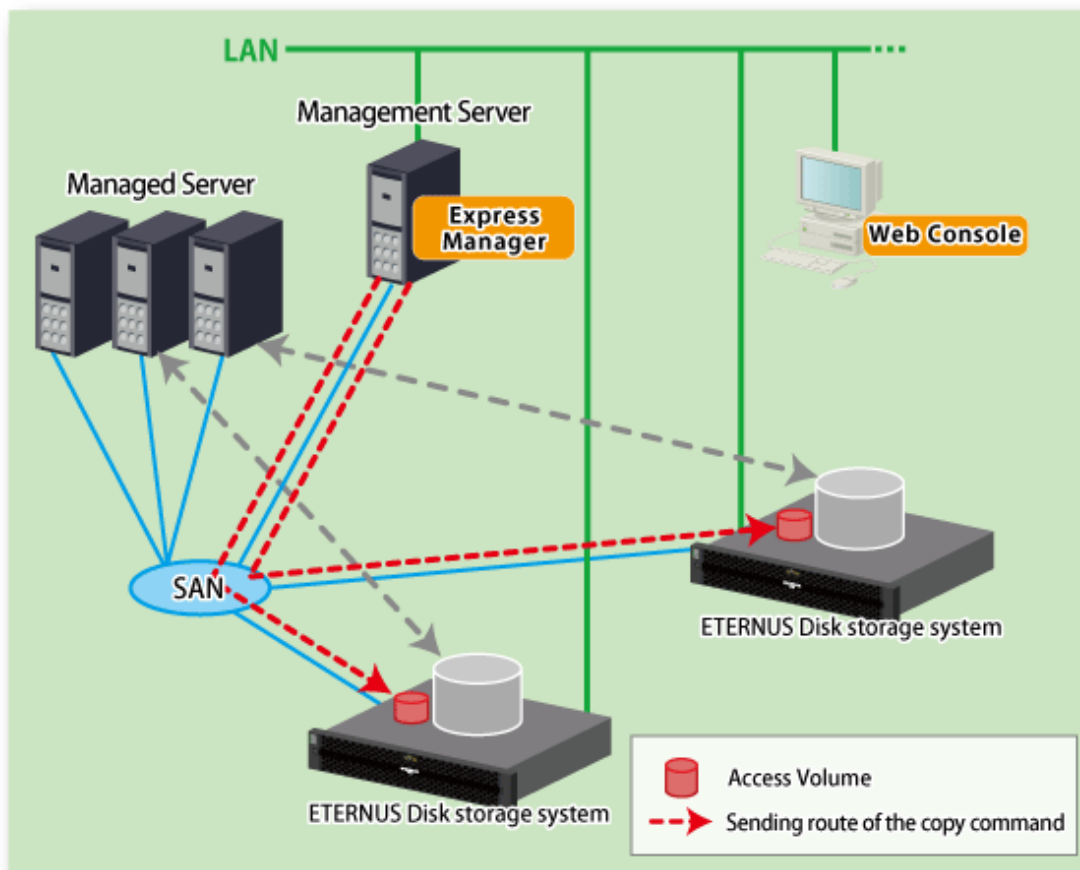 LAN
Management Server
Managed Server
Express
Manager
Web Console
SAN
ETERNUS Disk storage system
ETERNUS Disk storage system
Access Volume
Sending route of the copy command